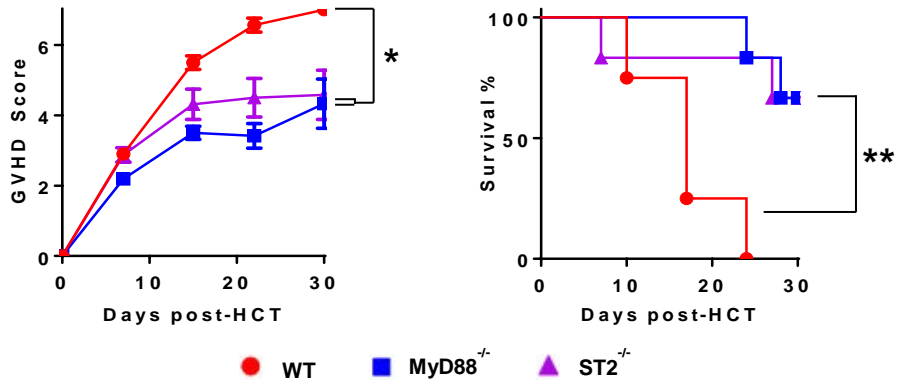 GVHD Score
6
4
2
0
0 10 20 30
Days post-HCT
*
Survival %
100
50
0
0 10 20 30
Days post-HCT
**
WT MyD88-/- ST2-/-